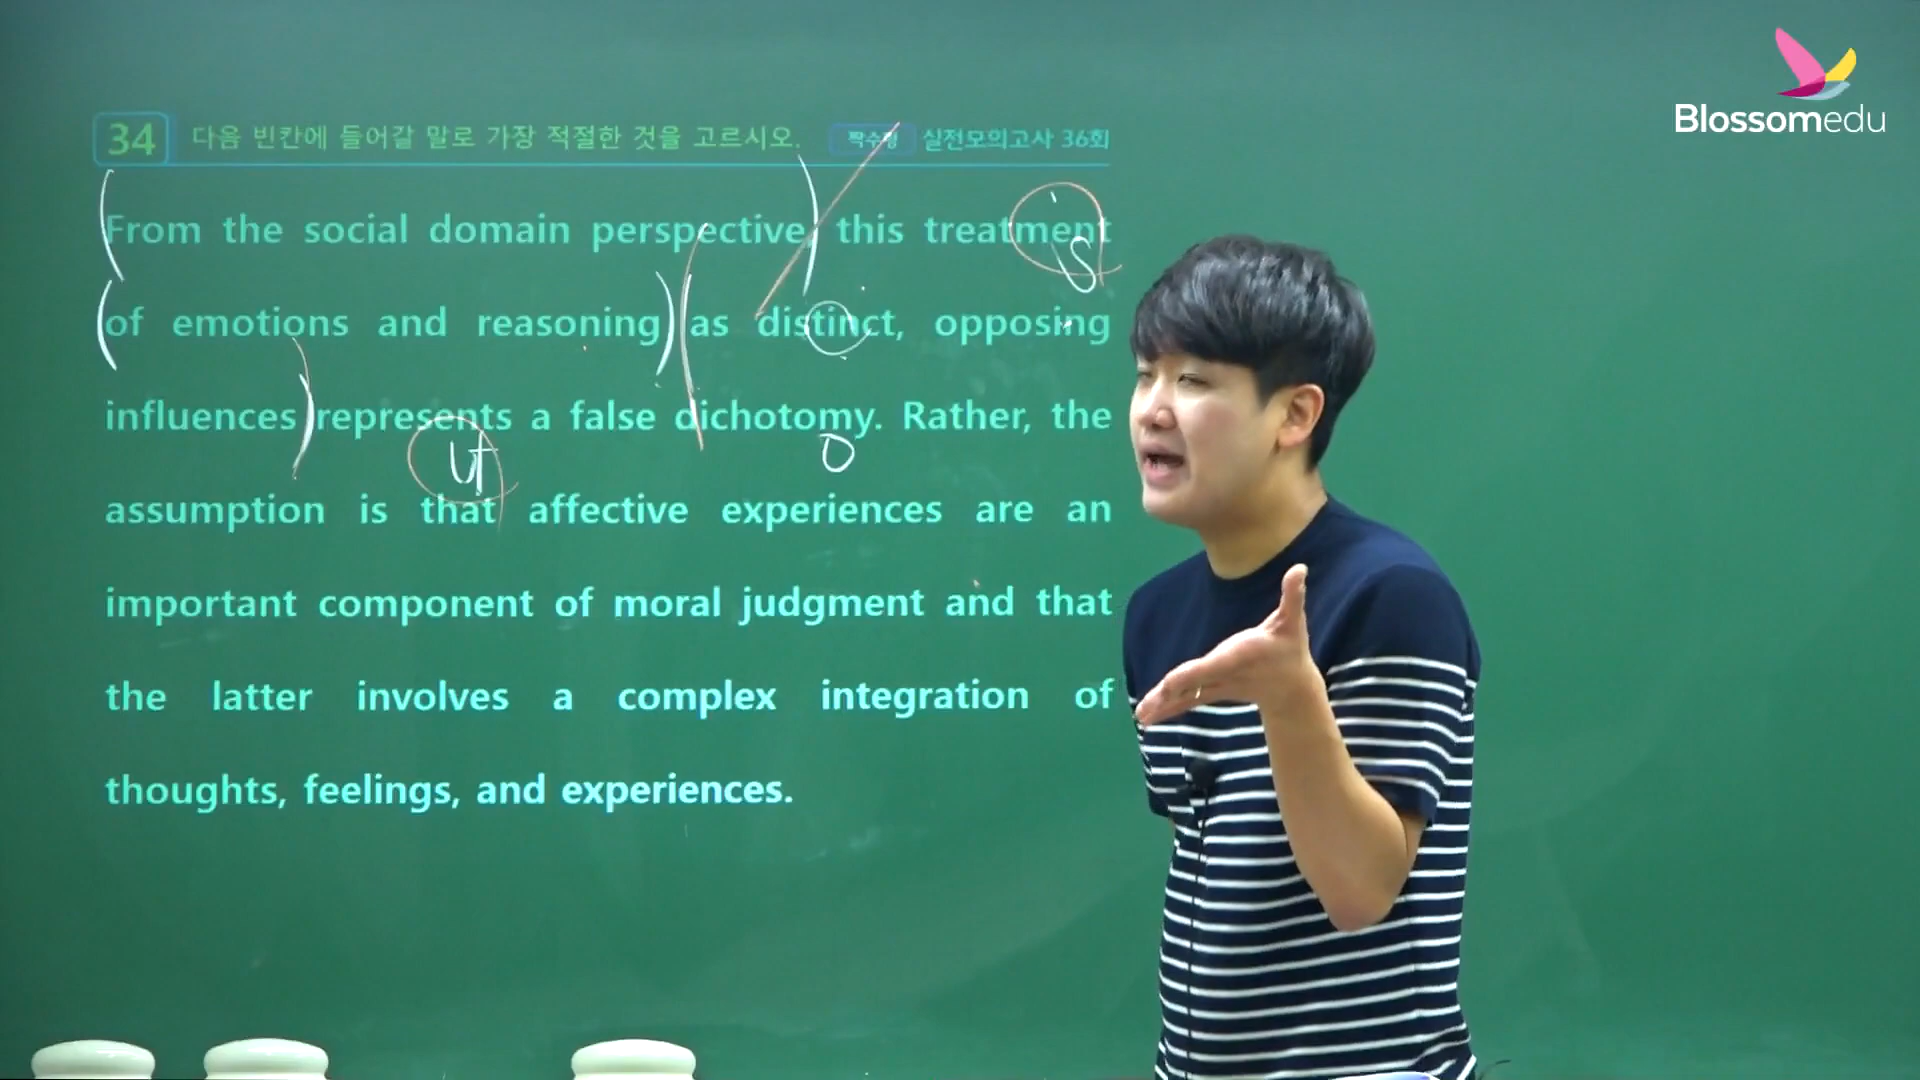 Blossomedu
34 다음 빈칸에 들어갈 말로 가장 적절한 것을 고르시오. 짝수형 실전모의고사 36회
From the social domain perspective, this treatment
is
of emotions and reasoning as distinct, opposing
influences represents a false dichotomy. Rather, the
assumption is that affective experiences are an
important component of moral judgment and that
the latter involves a complex integration of
thoughts, feelings, and experiences.